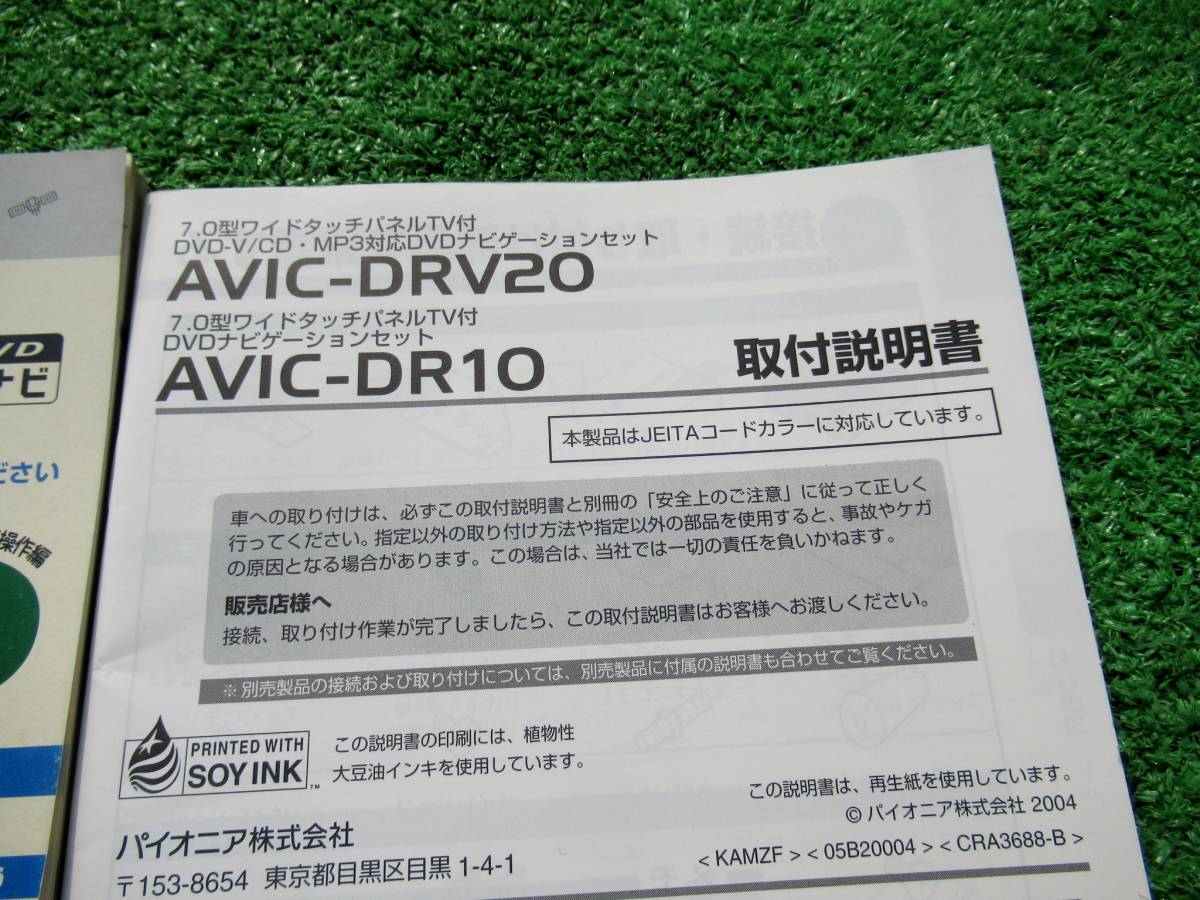 7.0型ワイドタッチパネルTV付
DVD-V/CD・MP3対応DVDナビゲーションセット
AVIC-DRV20
7.0型ワイドタッチパネルTV付
DVDナビゲーションセット
AVIC-DR10
取付説明書
本製品はJEITAコードカラーに対応しています。
車への取り付けは、必ずこの取付説明書と別冊の「安全上のご注意」に従って正しく
行ってください。指定以外の取り付け方法や指定以外の部品を使用すると、事故やケガ
の原因となる場合があります。この場合は、当社では一切の責任を負いかねます。
販売店様へ
接続、取り付け作業が完了しましたら、この取付説明書はお客様へお渡しください。
※別売製品の接続および取り付けについては、別売製品に付属の説明書も合わせてご覧ください。
PRINTED WITH
SOY INK™
この説明書の印刷には、植物性
大豆油インキを使用しています。
この説明書は、再生紙を使用しています。
© パイオニア株式会社 2004
パイオニア株式会社
〒153-8654 東京都目黒区目黒 1-4-1
< KAMZF > < 05B20004 > < CRA3688-B >
VD
ナビ
ださい
操作編